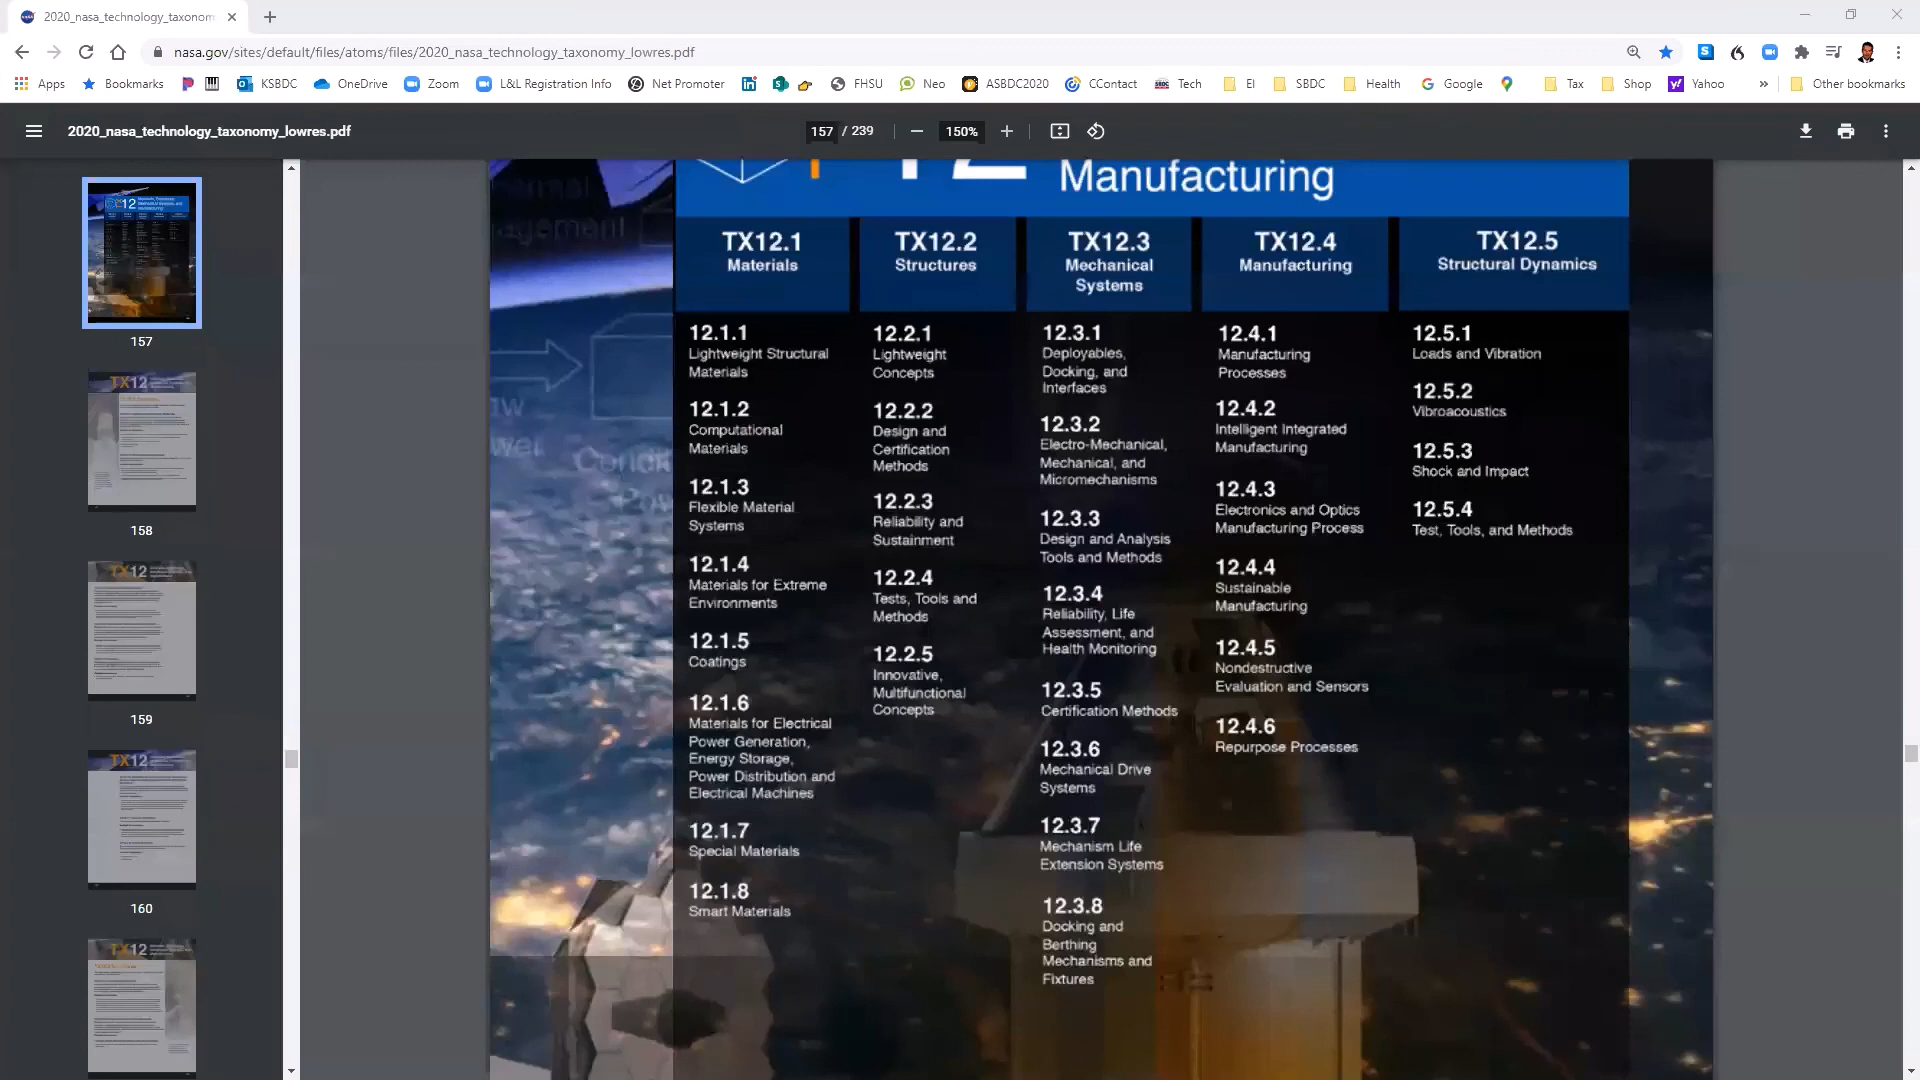 2020_nasa_technology_taxonom
nasa.gov/sites/default/files/atoms/files/2020_nasa_technology_taxonomy_lowres.pdf
Apps Bookmarks KSBDC OneDrive Zoom L&L Registration Info Net Promoter FHSU Neo ASBDC2020 CContact Tech EI SBDC Health Google Tax Shop Yahoo » Other bookmarks
2020_nasa_technology_taxonomy_lowres.pdf 157 / 239 150%
157
158
159
160
TX12
TX12
TX12
TX12
12
Manufacturing
TX12.1
Materials
12.1.1
Lightweight Structural
Materials
12.1.2
Computational
Materials
12.1.3
Flexible Material
Systems
12.1.4
Materials for Extreme
Environments
12.1.5
Coatings
12.1.6
Materials for Electrical
Power Generation,
Energy Storage,
Power Distribution and
Electrical Machines
12.1.7
Special Materials
12.1.8
Smart Materials
TX12.2
Structures
12.2.1
Lightweight
Concepts
12.2.2
Design and
Certification
Methods
12.2.3
Reliability and
Sustainment
12.2.4
Tests, Tools and
Methods
12.2.5
Innovative,
Multifunctional
Concepts
TX12.3
Mechanical
Systems
12.3.1
Deployables,
Docking, and
Interfaces
12.3.2
Electro-Mechanical,
Mechanical, and
Micromechanisms
12.3.3
Design and Analysis
Tools and Methods
12.3.4
Reliability, Life
Assessment, and
Health Monitoring
12.3.5
Certification Methods
12.3.6
Mechanical Drive
Systems
12.3.7
Mechanism Life
Extension Systems
12.3.8
Docking and
Berthing
Mechanisms and
Fixtures
TX12.4
Manufacturing
12.4.1
Manufacturing
Processes
12.4.2
Intelligent Integrated
Manufacturing
12.4.3
Electronics and Optics
Manufacturing Process
12.4.4
Sustainable
Manufacturing
12.4.5
Nondestructive
Evaluation and Sensors
12.4.6
Repurpose Processes
TX12.5
Structural Dynamics
12.5.1
Loads and Vibration
12.5.2
Vibroacoustics
12.5.3
Shock and Impact
12.5.4
Test, Tools, and Methods